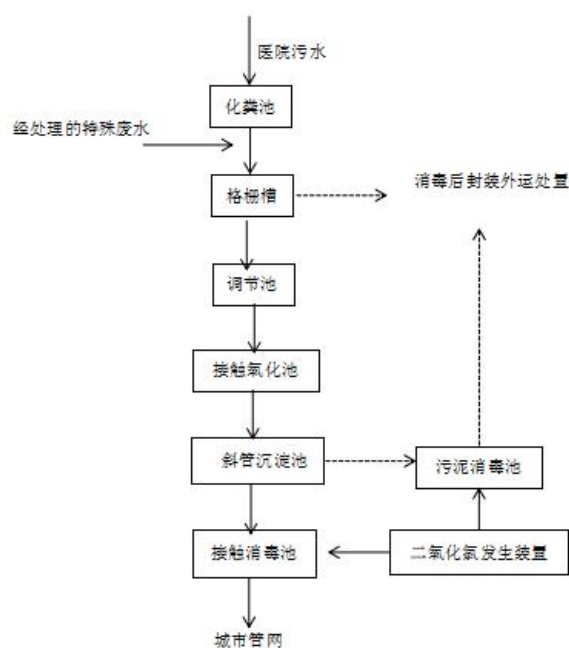 医院污水
化粪池
经处理的特殊废水
格栅槽
消毒后封装外运处置
调节池
接触氧化池
斜管沉淀池
污泥消毒池
接触消毒池
二氧化氯发生装置
城市管网